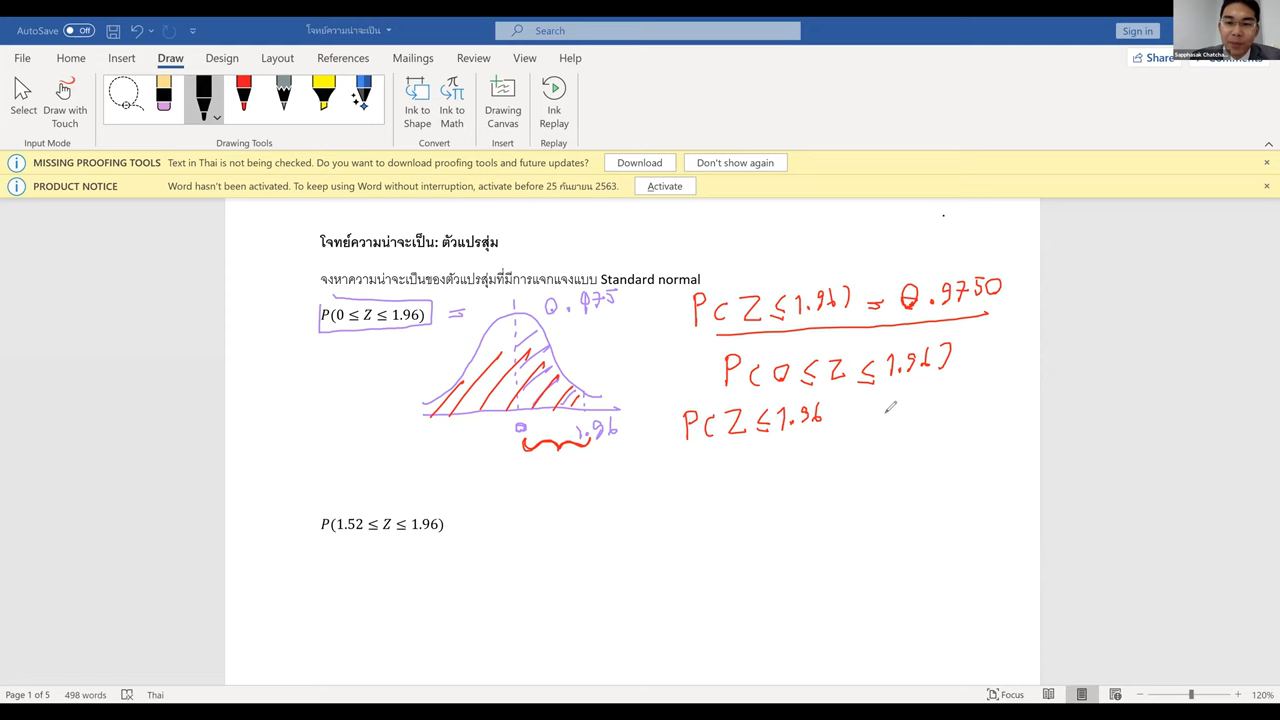 AutoSave Off
โจทย์ความน่าจะเป็น
Search
Sign in
Sapphasak Chatcha...
File Home Insert Draw Design Layout References Mailings Review View Help
Share
Select
Draw with Touch
Ink to Shape
Ink to Math
Drawing Canvas
Ink Replay
Input Mode
Drawing Tools
Convert
Insert
Replay
MISSING PROOFING TOOLS Text in Thai is not being checked. Do you want to download proofing tools and future updates? Download Don't show again
PRODUCT NOTICE Word hasn't been activated. To keep using Word without interruption, activate before 25 กันยายน 2563. Activate
โจทย์ความน่าจะเป็น: ตัวแปรสุ่ม
จงหาความน่าจะเป็นของตัวแปรสุ่มที่มีการแจกแจงแบบ Standard normal
P(0 ≤ Z ≤ 1.96) = 0.975
P(Z ≤ 1.96) = 0.9750
P(0 ≤ Z ≤ 1.96)
P(Z ≤ 1.96
0 1.96
P(1.52 ≤ Z ≤ 1.96)
Page 1 of 5 498 words Thai Focus 120%